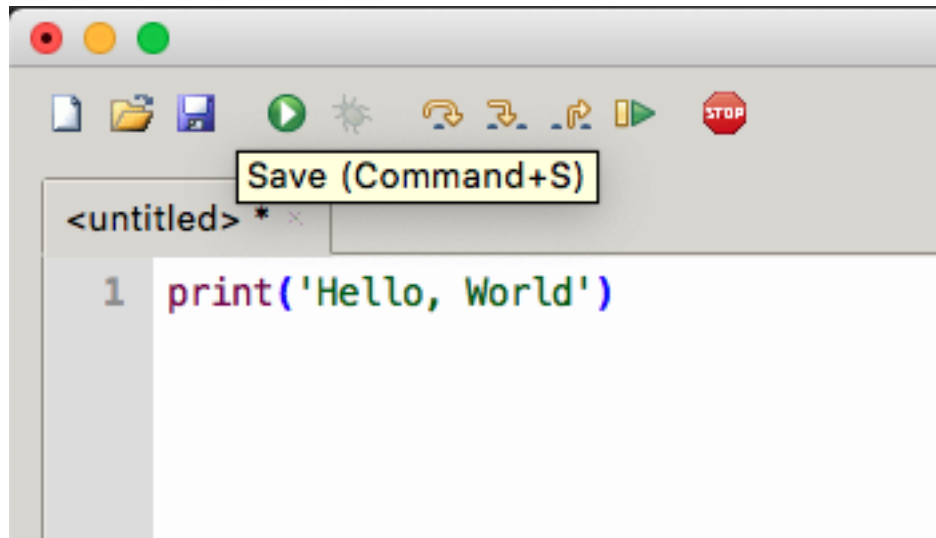 STOP
Save (Command+S)
<untitled> * ×
1 print('Hello, World')